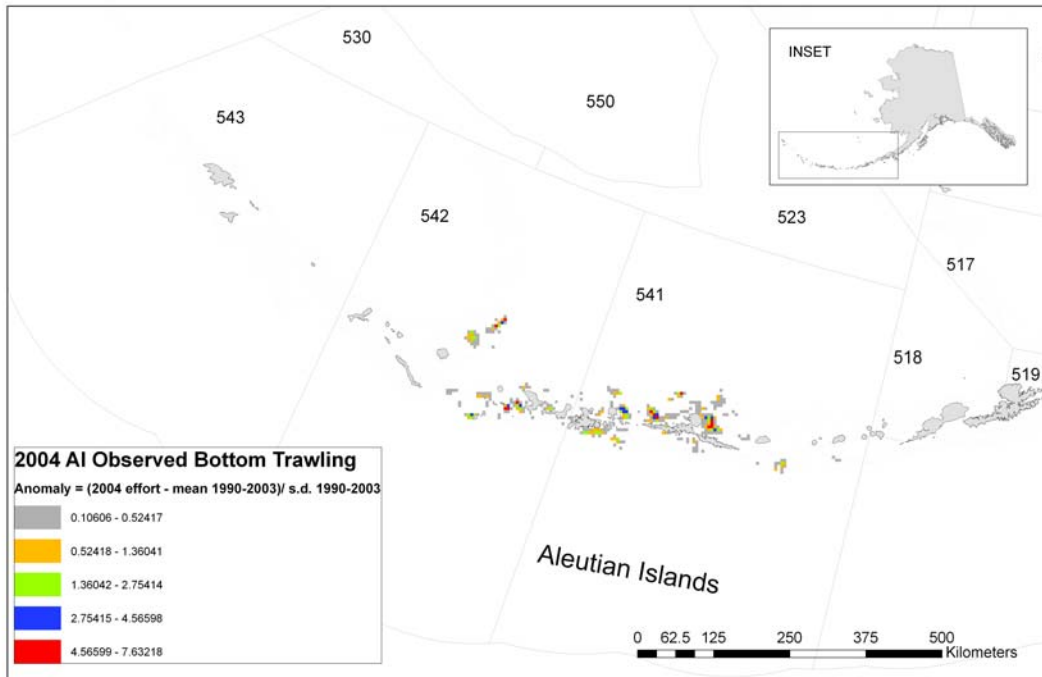 530
INSET
550
543
542
523
517
541
518
519
2004 AI Observed Bottom Trawling
Anomaly = (2004 effort - mean 1990-2003)/ s.d. 1990-2003
0.10606 - 0.52417
0.52418 - 1.36041
1.36042 - 2.75414
2.75415 - 4.56598
4.56599 - 7.63218
Aleutian Islands
0 62.5 125 250 375 500
Kilometers